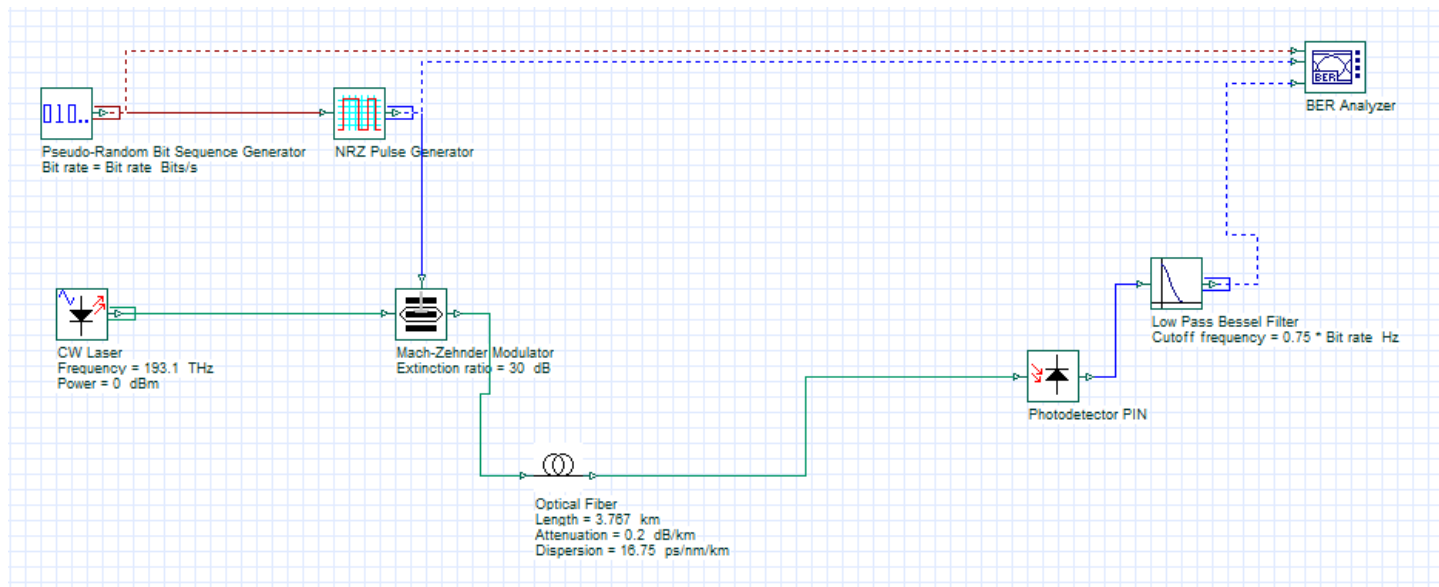 BER
BER Analyzer
010..
Pseudo-Random Bit Sequence Generator
Bit rate = Bit rate  Bits/s
NRZ Pulse Generator
CW Laser
Frequency = 193.1  THz
Power = 0  dBm
Mach-Zehnder Modulator
Extinction ratio = 30  dB
Low Pass Bessel Filter
Cutoff frequency = 0.75 * Bit rate  Hz
Photodetector PIN
Optical Fiber
Length = 3.767  km
Attenuation = 0.2  dB/km
Dispersion = 16.75  ps/nm/km